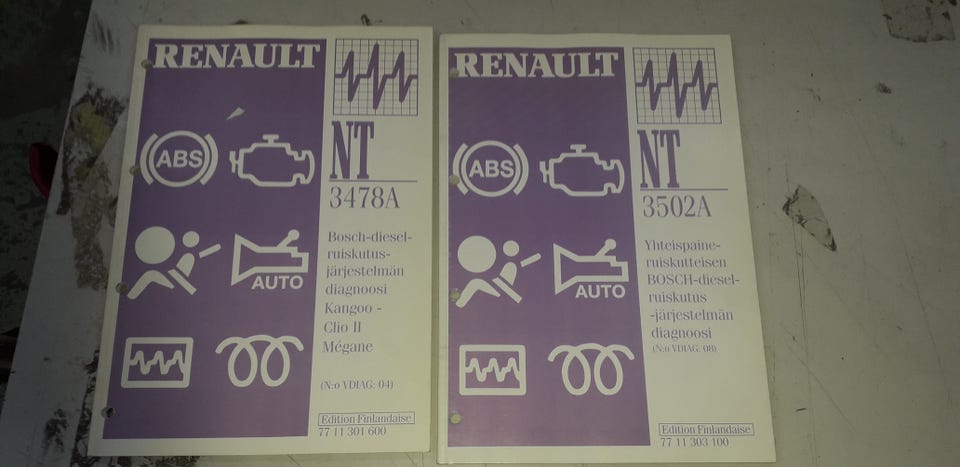 RENAULT
NT
3478A
ABS
Bosch-diesel-
ruiskutus-
järjestelmän
diagnoosi
Kangoo -
Clio II
Mégane
AUTO
(N:o VDIAG. 04)
Edition Finlandaise
77 11 301 600
RENAULT
NT
3502A
ABS
Yhteispaine-
ruiskutteisen
BOSCH-diesel-
ruiskutus
-järjestelmän
diagnoosi
(N:o VDIAG. 08)
AUTO
Edition Finlandaise
77 11 303 100